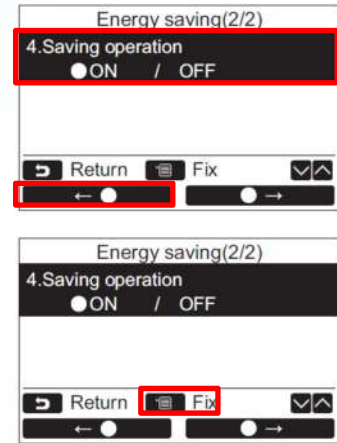 Energy saving(2/2)
4.Saving operation
●ON / OFF
Return Fix
← ● ● →
Energy saving(2/2)
4.Saving operation
●ON / OFF
Return Fix
← ● ● →